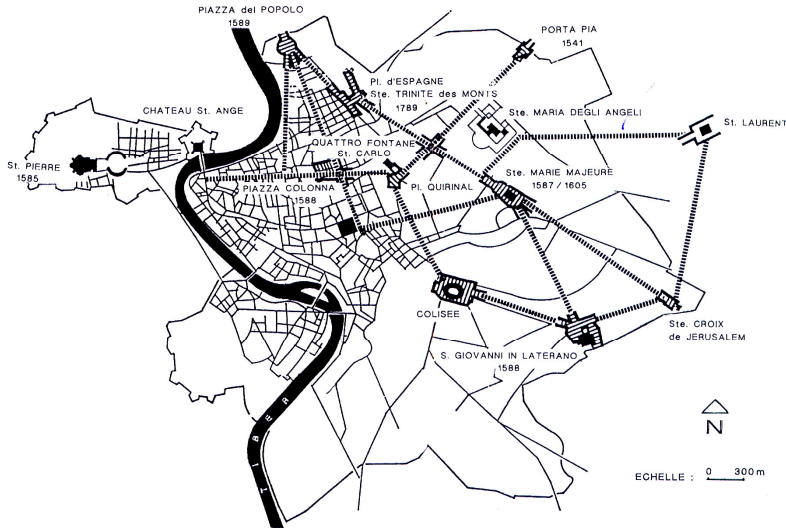 PIAZZA del POPOLO
1589
PORTA PIA
1541
Pl. d'ESPAGNE
Ste. TRINITE des MONTS
1789
CHATEAU St. ANGE
Ste. MARIA DEGLI ANGELI
St. LAURENT
QUATTRO FONTANE
St. CARLO
St. PIERRE
1585
Ste. MARIE MAJEURE
1587 / 1605
PIAZZA COLONNA
1588
Pl. QUIRINAL
COLISEE
Ste. CROIX
de JERUSALEM
S. GIOVANNI IN LATERANO
1588
TIBER
N
ECHELLE : 0 300m